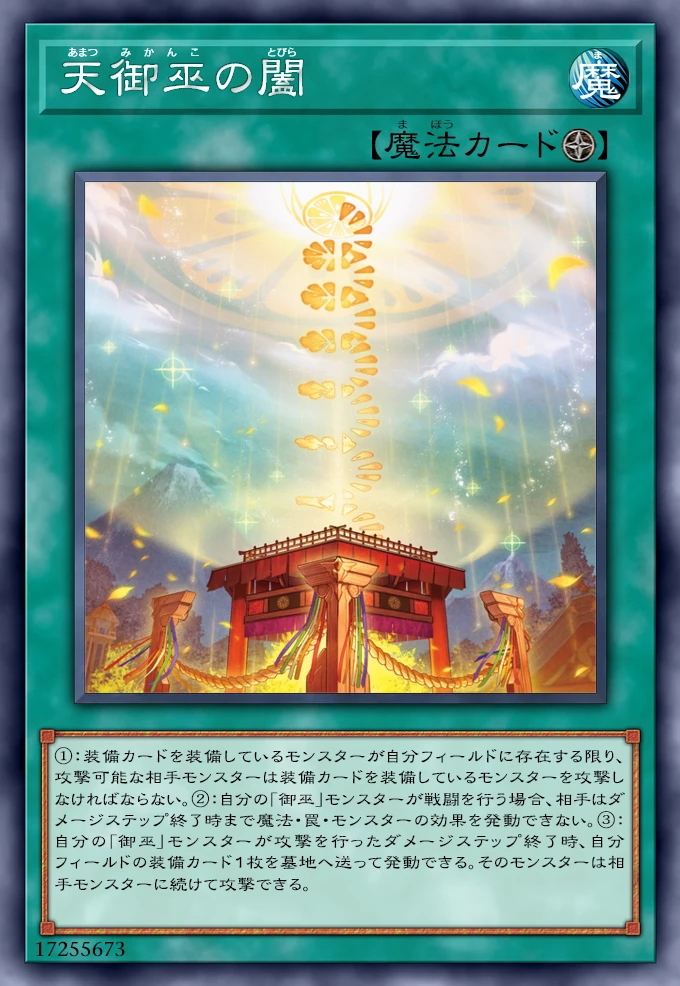 あまつ みかんこ とびら
天御巫の闔
魔
ま
ま ほう
【魔法カード】
①：装備カードを装備しているモンスターが自分フィールドに存在する限り、
攻撃可能な相手モンスターは装備カードを装備しているモンスターを攻撃し
なければならない。②：自分の「御巫」モンスターが戦闘を行う場合、相手はダ
メージステップ終了時まで魔法・罠・モンスターの効果を発動できない。③：
自分の「御巫」モンスターが攻撃を行ったダメージステップ終了時、自分
フィールドの装備カード1枚を墓地へ送って発動できる。そのモンスターは相
手モンスターに続けて攻撃できる。
17255673